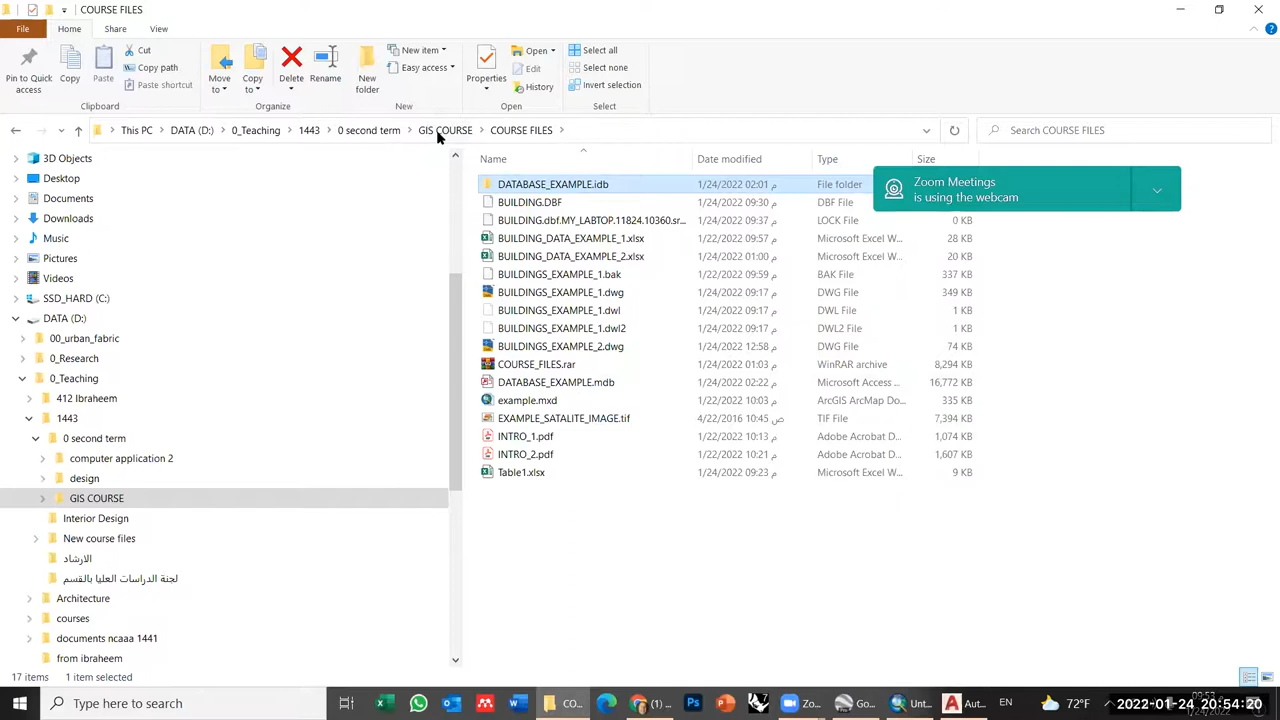 COURSE FILES
File Home Share View
Pin to Quick access
Copy
Paste
Cut
Copy path
Paste shortcut
Clipboard
Move to
Copy to
Delete
Rename
Organize
New folder
New item
Easy access
New
Properties
Open
Edit
History
Open
Select all
Select none
Invert selection
Select
This PC DATA (D:) 0_Teaching 1443 0 second term GIS COURSE COURSE FILES
Search COURSE FILES
3D Objects
Desktop
Documents
Downloads
Music
Pictures
Videos
SSD_HARD (C:)
DATA (D:)
00_urban_fabric
0_Research
0_Teaching
412 Ibraheem
1443
0 second term
computer application 2
design
GIS COURSE
Interior Design
New course files
الارشاد
لجنة الدراسات العليا بالقسم
Architecture
courses
documents ncaaa 1441
from ibraheem
Name Date modified Type Size
DATABASE_EXAMPLE.idb 1/24/2022 02:01 م File folder
BUILDING.DBF 1/24/2022 09:30 م DBF File
BUILDING.dbf.MY_LABTOP.11824.10360.sr... 1/24/2022 09:37 م LOCK File 0 KB
BUILDING_DATA_EXAMPLE_1.xlsx 1/22/2022 09:57 م Microsoft Excel W... 28 KB
BUILDING_DATA_EXAMPLE_2.xlsx 1/24/2022 01:00 م Microsoft Excel W... 20 KB
BUILDINGS_EXAMPLE_1.bak 1/22/2022 09:59 م BAK File 337 KB
BUILDINGS_EXAMPLE_1.dwg 1/24/2022 09:17 م DWG File 349 KB
BUILDINGS_EXAMPLE_1.dwl 1/24/2022 09:17 م DWL File 1 KB
BUILDINGS_EXAMPLE_1.dwl2 1/24/2022 09:17 م DWL2 File 1 KB
BUILDINGS_EXAMPLE_2.dwg 1/24/2022 12:58 م DWG File 74 KB
COURSE_FILES.rar 1/24/2022 01:03 م WinRAR archive 8,294 KB
DATABASE_EXAMPLE.mdb 1/24/2022 02:22 م Microsoft Access ... 16,772 KB
example.mxd 1/22/2022 10:03 م ArcGIS ArcMap Do... 335 KB
EXAMPLE_SATALITE_IMAGE.tif 4/22/2016 10:45 ص TIF File 7,394 KB
INTRO_1.pdf 1/22/2022 10:13 م Adobe Acrobat D... 1,074 KB
INTRO_2.pdf 1/22/2022 10:21 م Adobe Acrobat D... 1,607 KB
Table1.xlsx 1/24/2022 09:23 م Microsoft Excel W... 9 KB
Zoom Meetings
is using the webcam
17 items 1 item selected
Type here to search
CO...
(1) ...
Zo...
Go...
Unt...
Aut...
72°F
EN
2022-01-24 20:54:20